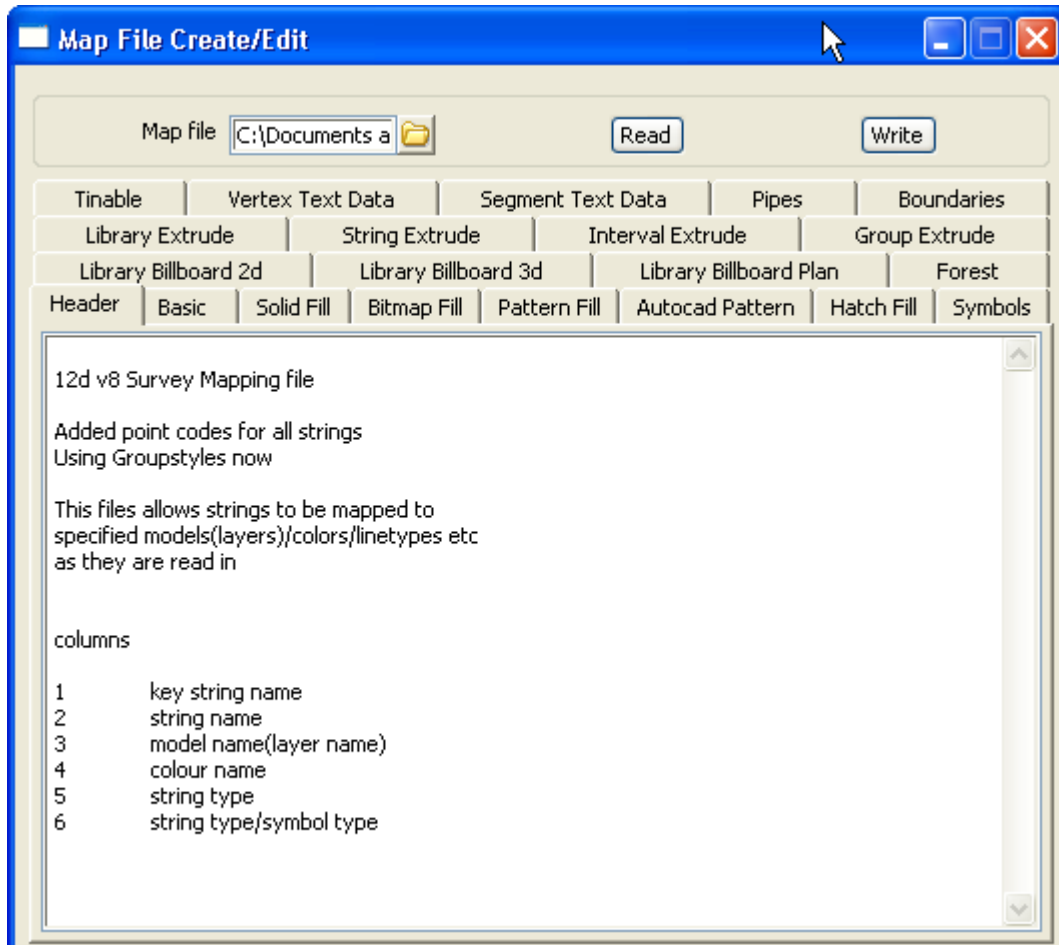 Map File Create/Edit
Map file C:\Documents a Read Write
Tinable Vertex Text Data Segment Text Data Pipes Boundaries
Library Extrude String Extrude Interval Extrude Group Extrude
Library Billboard 2d Library Billboard 3d Library Billboard Plan Forest
Header Basic Solid Fill Bitmap Fill Pattern Fill Autocad Pattern Hatch Fill Symbols
12d v8 Survey Mapping file
Added point codes for all strings
Using Groupstyles now
This files allows strings to be mapped to
specified models(layers)/colors/linetypes etc
as they are read in
columns
1 key string name
2 string name
3 model name(layer name)
4 colour name
5 string type
6 string type/symbol type